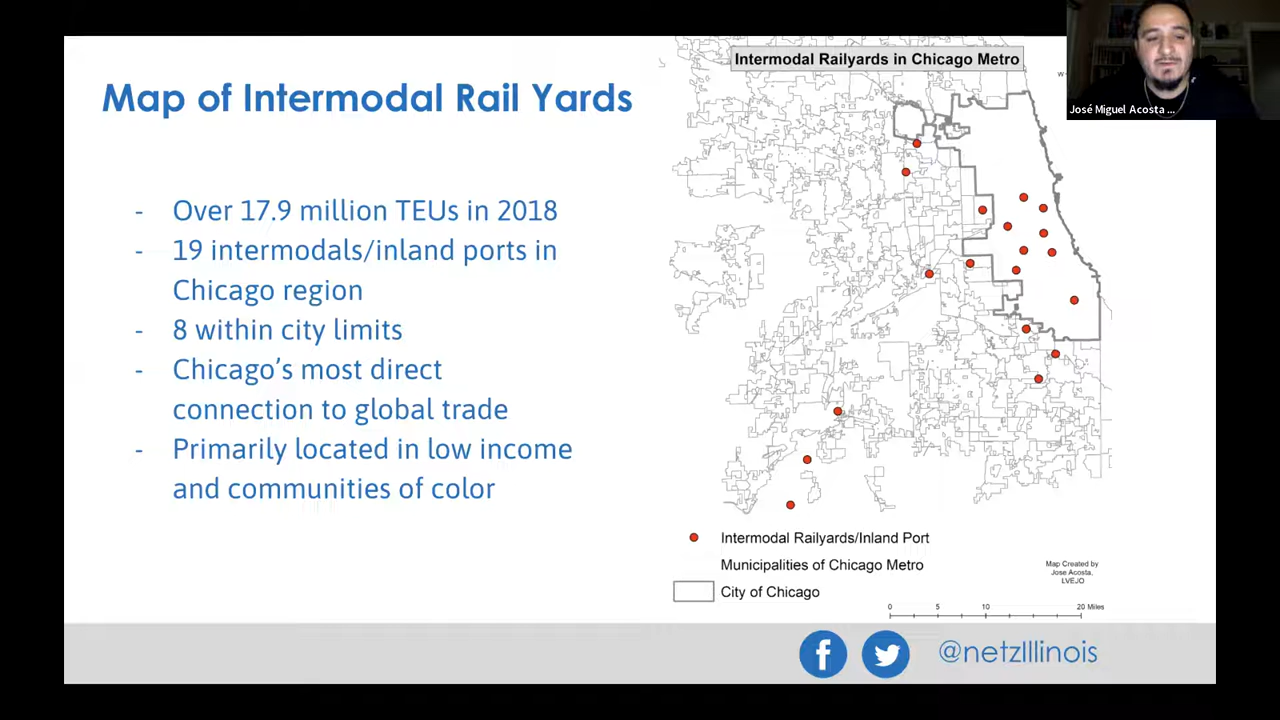 Map of Intermodal Rail Yards
- Over 17.9 million TEUs in 2018
- 19 intermodals/inland ports in
Chicago region
- 8 within city limits
- Chicago's most direct
connection to global trade
- Primarily located in low income
and communities of color
Intermodal Railyards in Chicago Metro
José Miguel Acosta ...
Intermodal Railyards/Inland Port
Municipalities of Chicago Metro
City of Chicago
Map Created by
Jose Acosta,
LVEJO
0 5 10 20 Miles
@netzIllinois